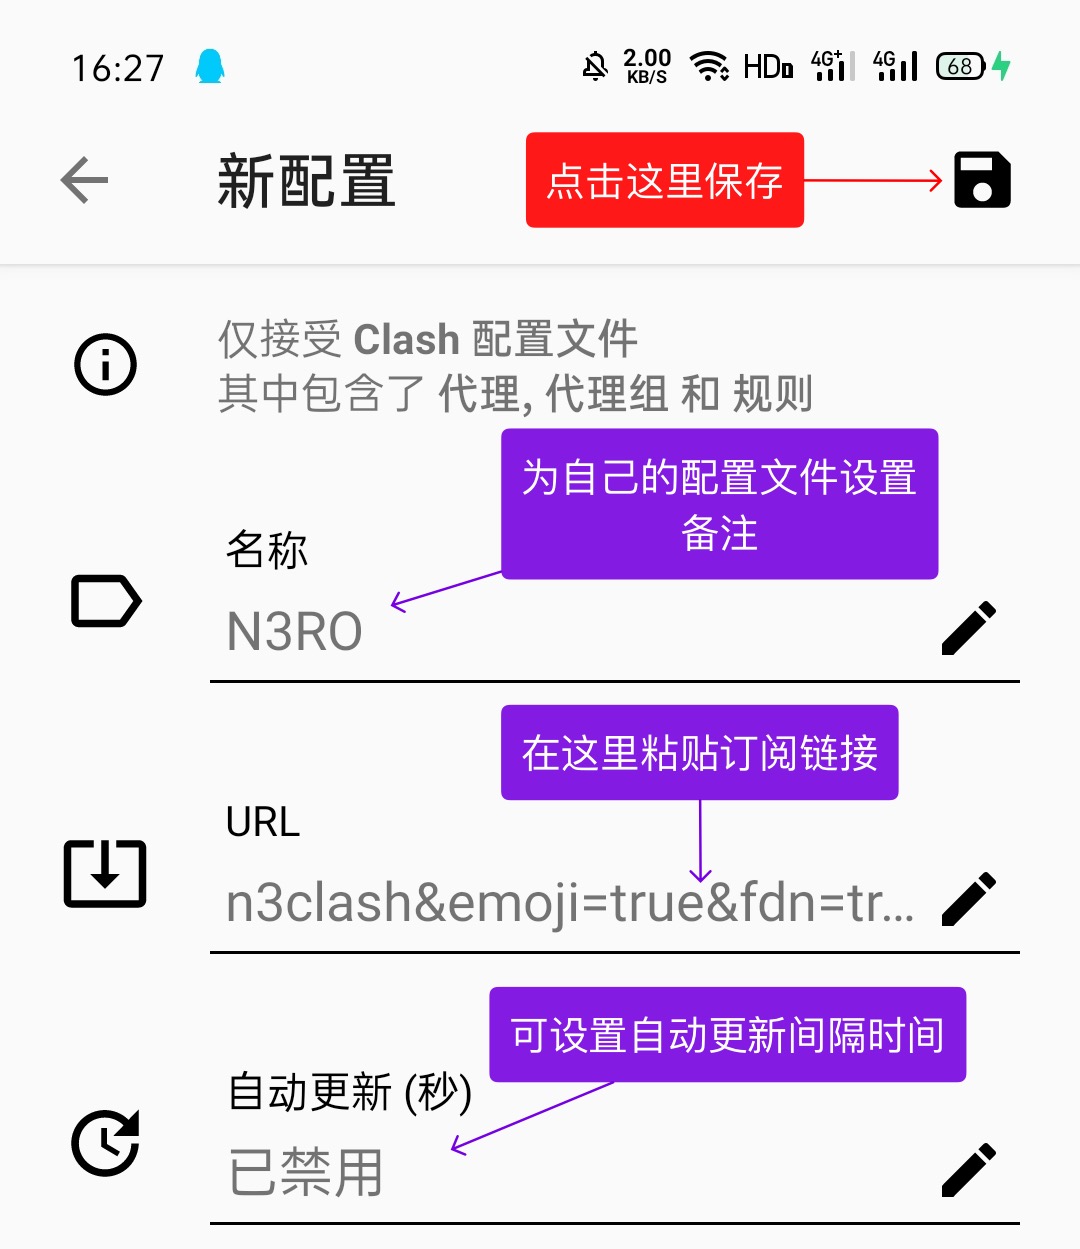 16:27
2.00
KB/S
HD
4G+
4G
68
新配置
点击这里保存
仅接受 Clash 配置文件
其中包含了 代理, 代理组 和 规则
为自己的配置文件设置
备注
名称
N3RO
在这里粘贴订阅链接
URL
n3clash&emoji=true&fdn=tr...
可设置自动更新间隔时间
自动更新 (秒)
已禁用